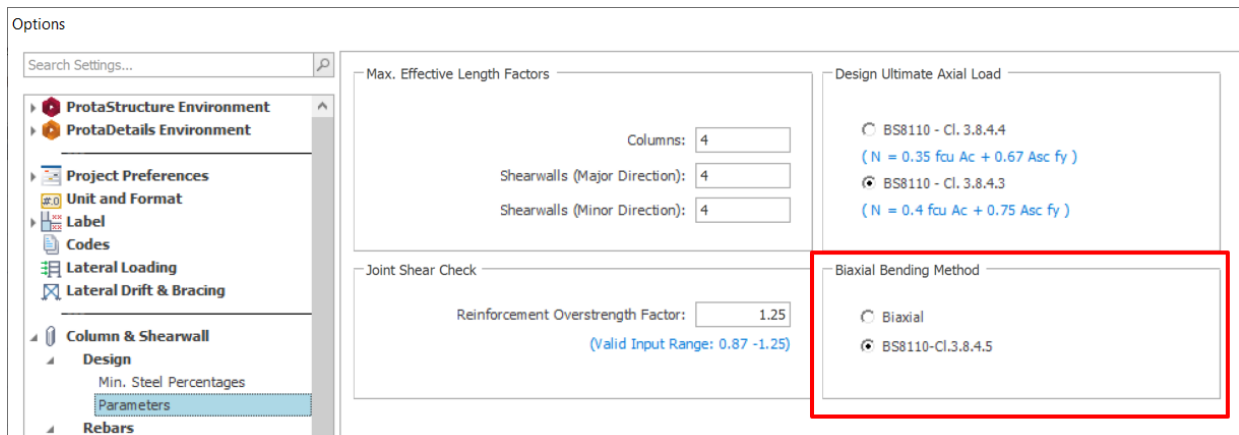 Options
Search Settings...
ProtaStructure Environment
ProtaDetails Environment
Project Preferences
#.0 Unit and Format
Label
Codes
Lateral Loading
Lateral Drift & Bracing
Column & Shearwall
Design
Min. Steel Percentages
Parameters
Rebars
Max. Effective Length Factors
Columns: 4
Shearwalls (Major Direction): 4
Shearwalls (Minor Direction): 4
Design Ultimate Axial Load
BS8110 - Cl. 3.8.4.4
( N = 0.35 fcu Ac + 0.67 Asc fy )
BS8110 - Cl. 3.8.4.3
( N = 0.4 fcu Ac + 0.75 Asc fy )
Joint Shear Check
Reinforcement Overstrength Factor: 1.25
(Valid Input Range: 0.87 -1.25)
Biaxial Bending Method
Biaxial
BS8110-Cl.3.8.4.5